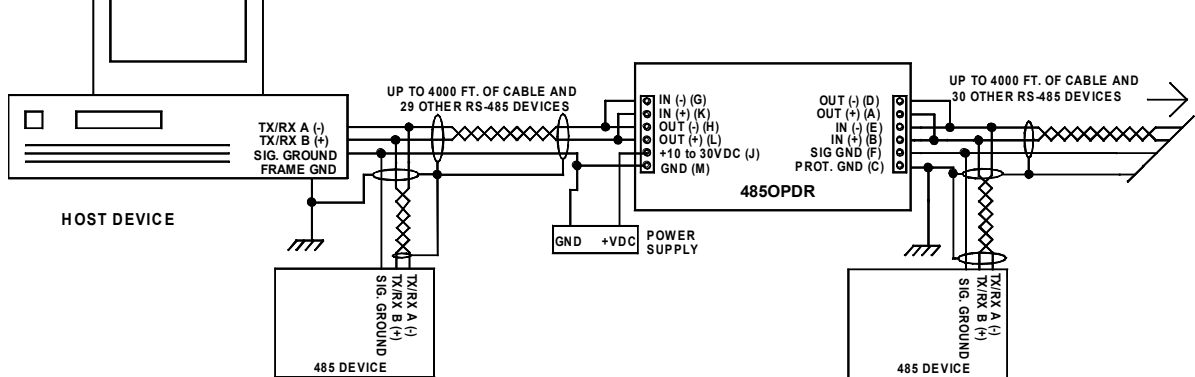 UP TO 4000 FT. OF CABLE AND
29 OTHER RS-485 DEVICES
UP TO 4000 FT. OF CABLE AND
30 OTHER RS-485 DEVICES
TX/RX A (-)
TX/RX B (+)
SIG. GROUND
FRAME GND
HOST DEVICE
IN (-) (G)
IN (+) (K)
OUT (-) (H)
OUT (+) (L)
+10 to 30VDC (J)
GND (M)
OUT (-) (D)
OUT (+) (A)
IN (-) (E)
IN (+) (B)
SIG GND (F)
PROT. GND (C)
485OPDR
GND +VDC
POWER
SUPPLY
TX/RX A (-)
TX/RX B (+)
SIG. GROUND
485 DEVICE
TX/RX A (-)
TX/RX B (+)
SIG. GROUND
485 DEVICE